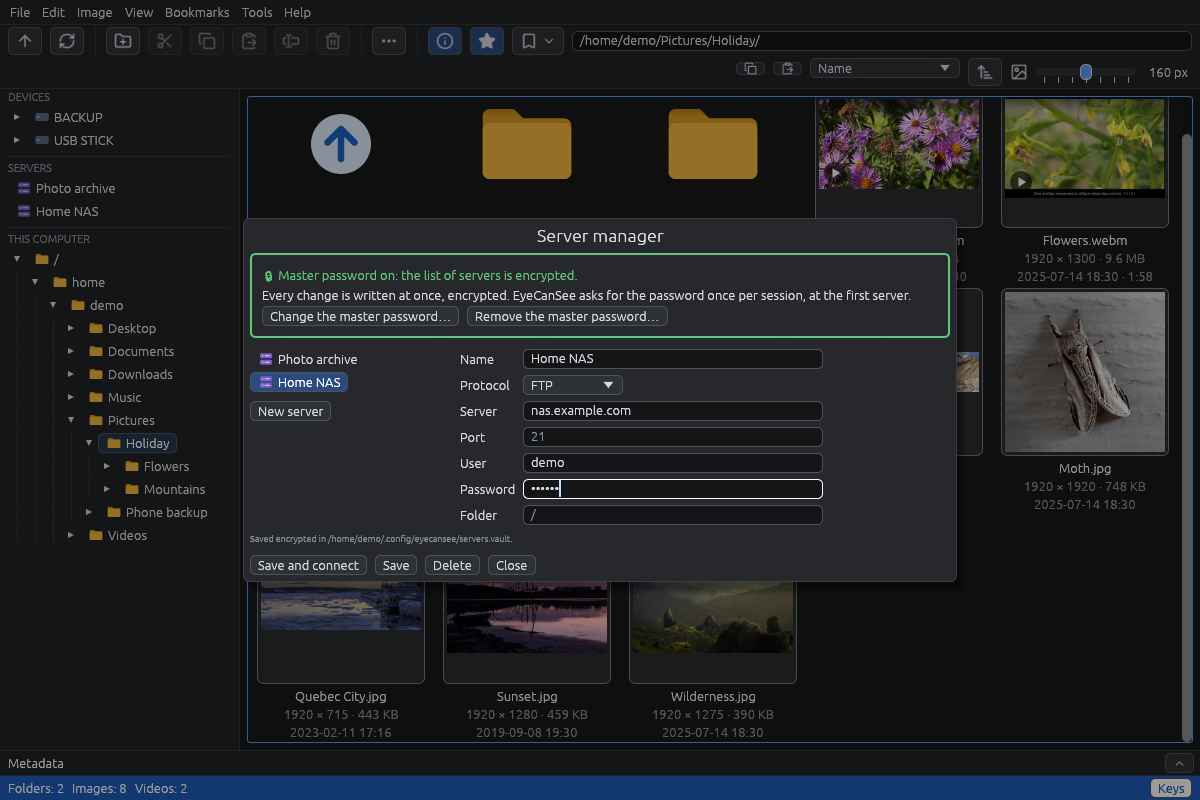 File Edit Image View Bookmarks Tools Help
/home/demo/Pictures/Holiday/
Name
160 px
DEVICES
BACKUP
USB STICK
SERVERS
Photo archive
Home NAS
THIS COMPUTER
/
home
demo
Desktop
Documents
Downloads
Music
Pictures
Holiday
Flowers
Mountains
Phone backup
Videos
Flowers.webm
1920 × 1300 · 9.6 MB
2025-07-14 18:30 · 1:58
Moth.jpg
1920 × 1920 · 748 KB
2025-07-14 18:30
Server manager
Master password on: the list of servers is encrypted.
Every change is written at once, encrypted. EyeCanSee asks for the password once per session, at the first server.
Change the master password... Remove the master password...
Photo archive
Home NAS
New server
Name Home NAS
Protocol FTP
Server nas.example.com
Port 21
User demo
Password ••••••
Folder /
Saved encrypted in /home/demo/.config/eyecansee/servers.vault.
Save and connect Save Delete Close
Quebec City.jpg
1920 × 715 · 443 KB
2023-02-11 17:16
Sunset.jpg
1920 × 1280 · 459 KB
2019-09-08 19:30
Wilderness.jpg
1920 × 1275 · 390 KB
2025-07-14 18:30
Metadata
Folders: 2 Images: 8 Videos: 2
Keys